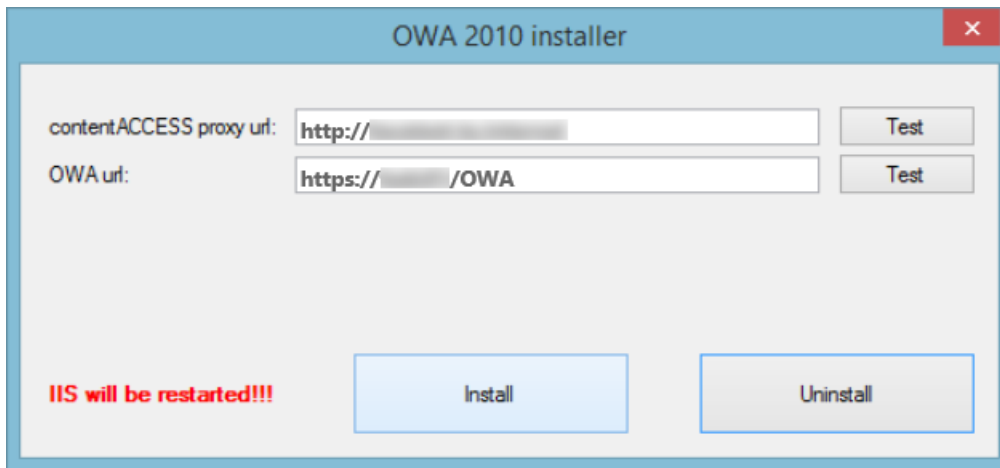 OWA 2010 installer
contentACCESS proxy url: http:// Test
OWA url: https:// /OWA Test
IIS will be restarted!!! Install Uninstall